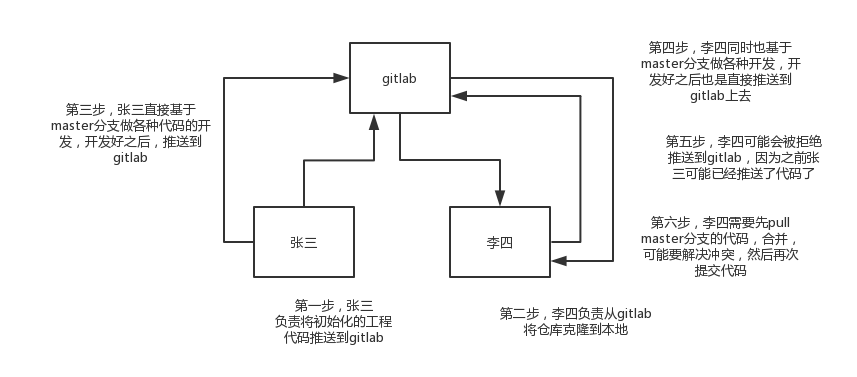 gitlab
第四步，李四同时也基于
master分支做各种开发，开
发好之后也是直接推送到
gitlab上去
第三步，张三直接基于
master分支做各种代码的开
发，开发好之后，推送到
gitlab
第五步，李四可能会被拒绝
推送到gitlab，因为之前张
三可能已经推送了代码了
张三
李四
第六步，李四需要先pull
master分支的代码，合并，
可能要解决冲突，然后再次
提交代码
第一步，张三
负责将初始化的工程
代码推送到gitlab
第二步，李四负责从gitlab
将仓库克隆到本地